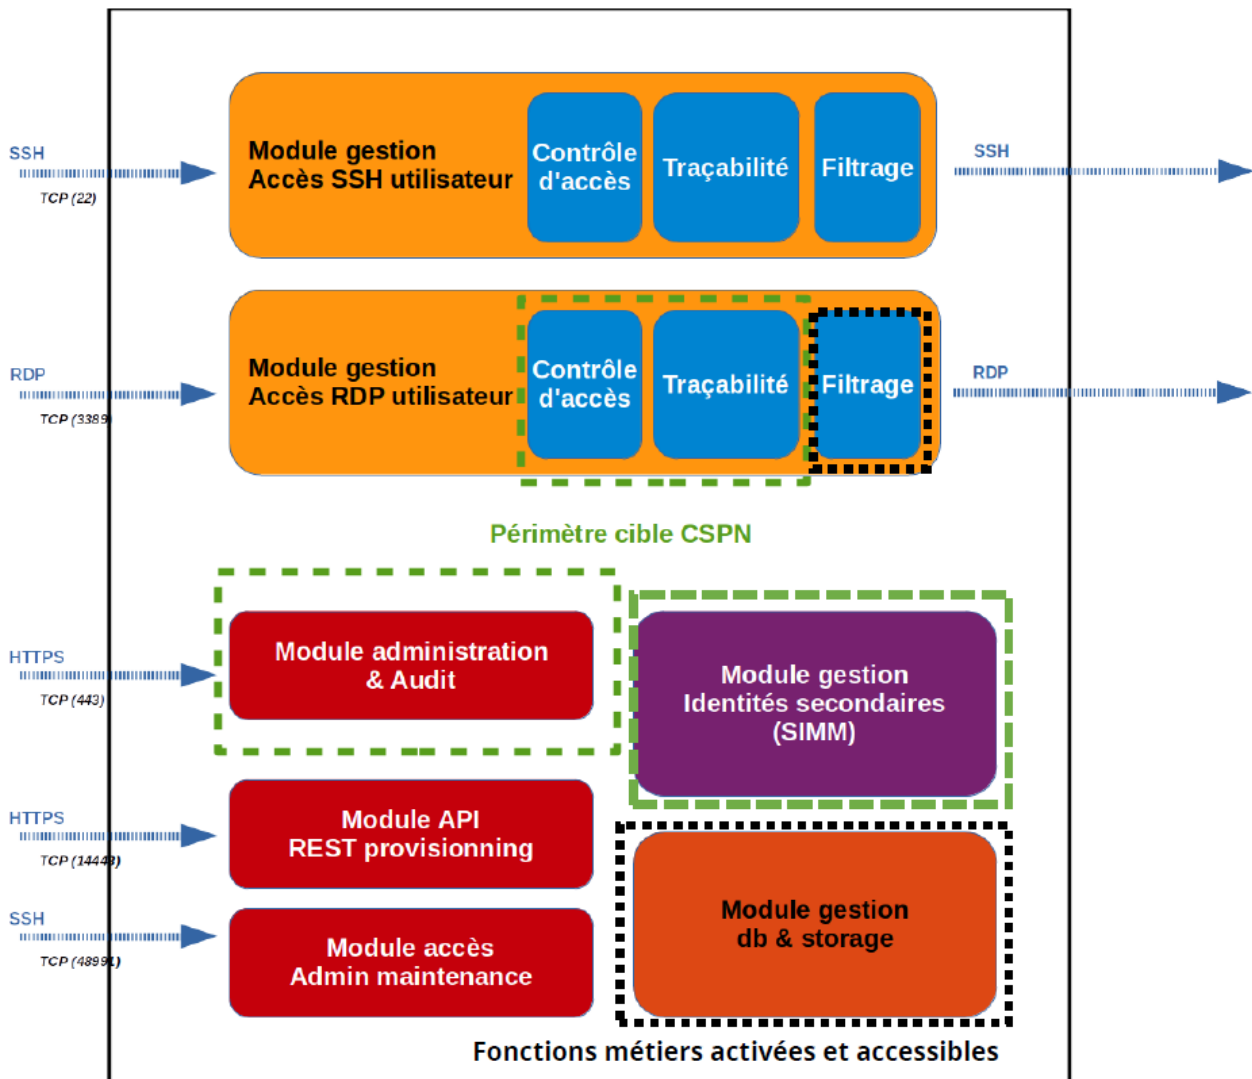 SSH
TCP (22)
Module gestion
Accès SSH utilisateur
Contrôle
d'accès
Traçabilité
Filtrage
SSH
RDP
TCP (3389)
Module gestion
Accès RDP utilisateur
Contrôle
d'accès
Traçabilité
Filtrage
RDP
Périmètre cible CSPN
HTTPS
TCP (443)
Module administration
& Audit
Module gestion
Identités secondaires
(SIMM)
HTTPS
TCP (14443)
Module API
REST provisionning
SSH
TCP (48991)
Module accès
Admin maintenance
Module gestion
db & storage
Fonctions métiers activées et accessibles